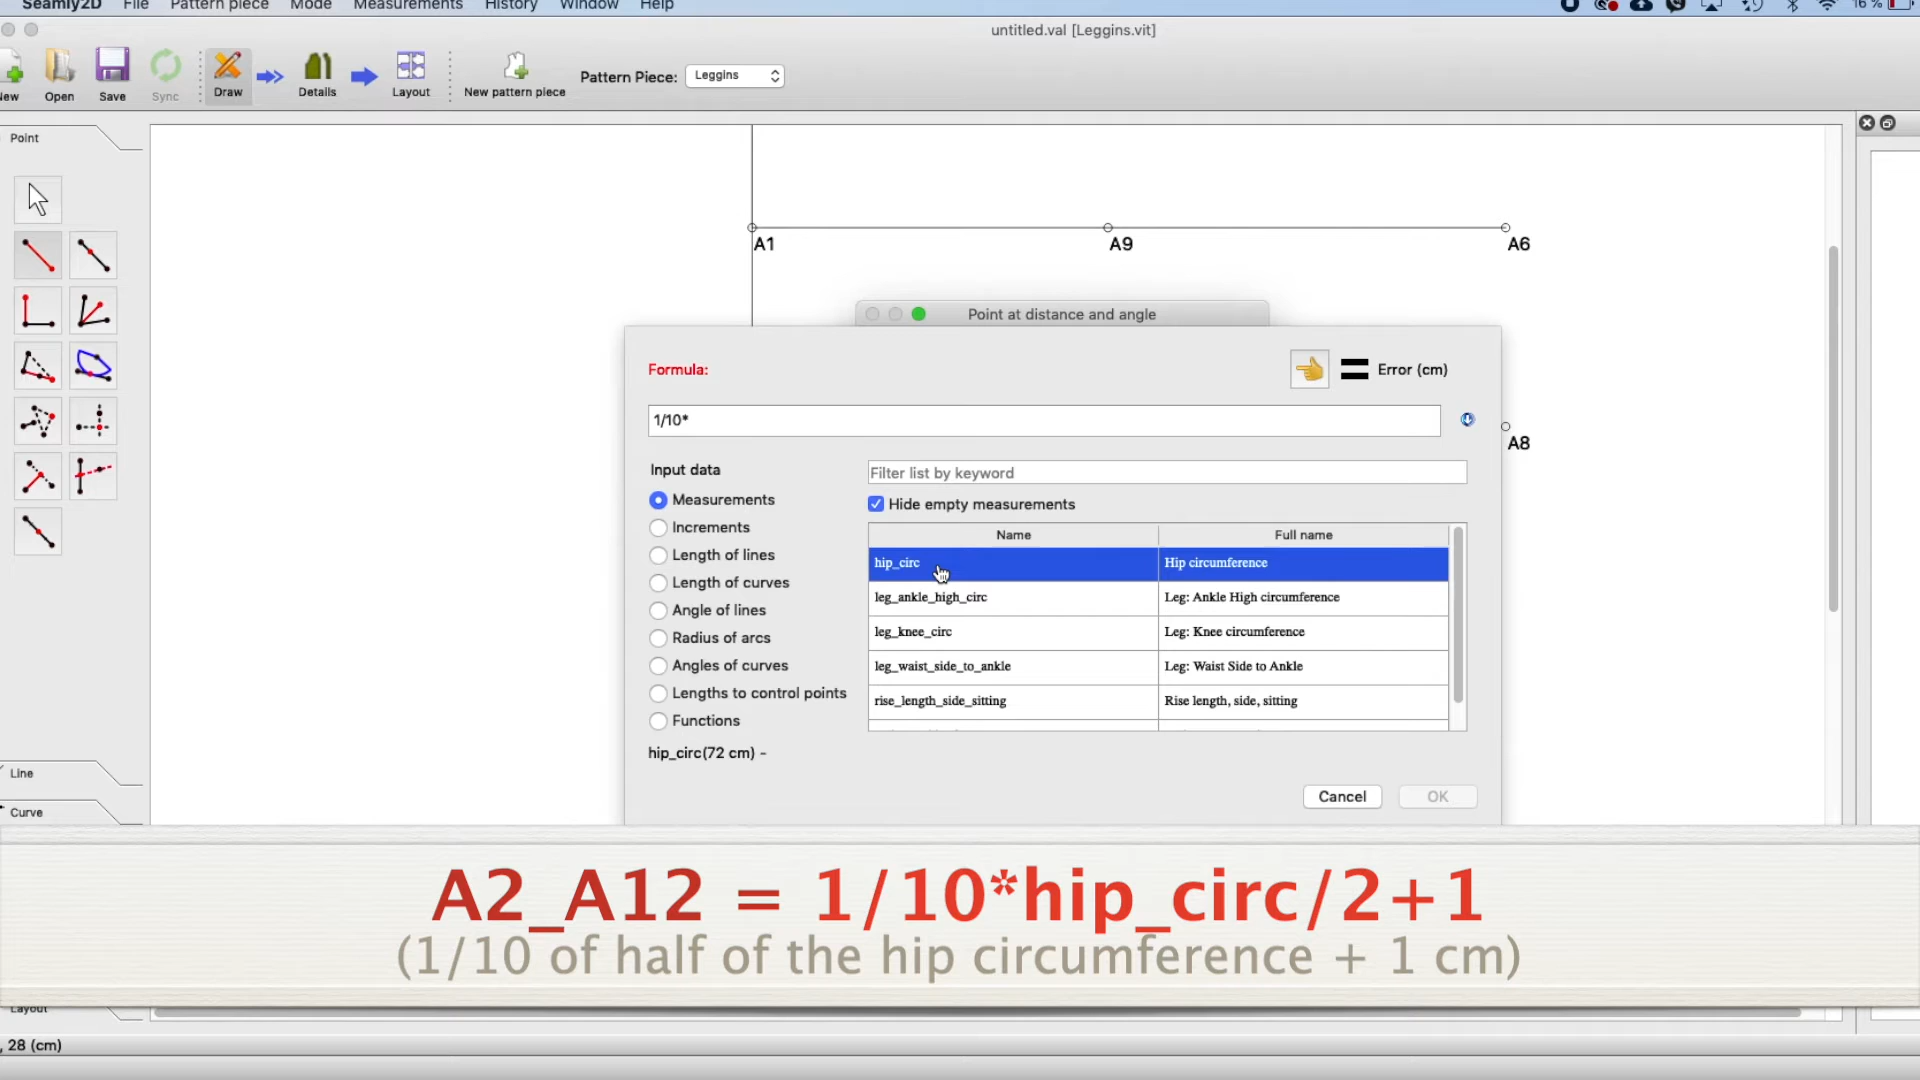 Seamly2D File Pattern piece Mode Measurements History Window Help 16 %
untitled.val [Leggins.vit]
New Open Save Sync Draw Details Layout New pattern piece Pattern Piece: Leggins
Point
A1 A9 A6
Point at distance and angle
Formula: Error (cm)
1/10*
A8
Input data
Filter list by keyword
Measurements
Hide empty measurements
Increments
Name Full name
Length of lines
hip_circ Hip circumference
Length of curves
leg_ankle_high_circ Leg: Ankle High circumference
Angle of lines
leg_knee_circ Leg: Knee circumference
Radius of arcs
leg_waist_side_to_ankle Leg: Waist Side to Ankle
Angles of curves
Lengths to control points
rise_length_side_sitting Rise length, side, sitting
Functions
hip_circ(72 cm) -
Line
Cancel OK
Curve
A2_A12 = 1/10*hip_circ/2+1
(1/10 of half of the hip circumference + 1 cm)
Layout
, 28 (cm)